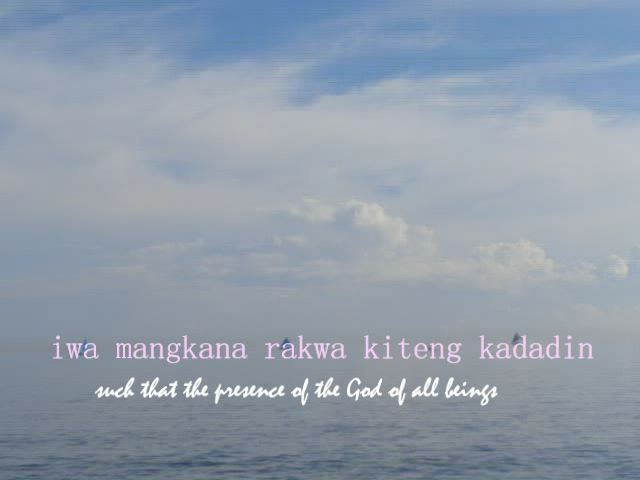 iwa mangkana rakwa kiteng kadadin
such that the presence of the God of all beings